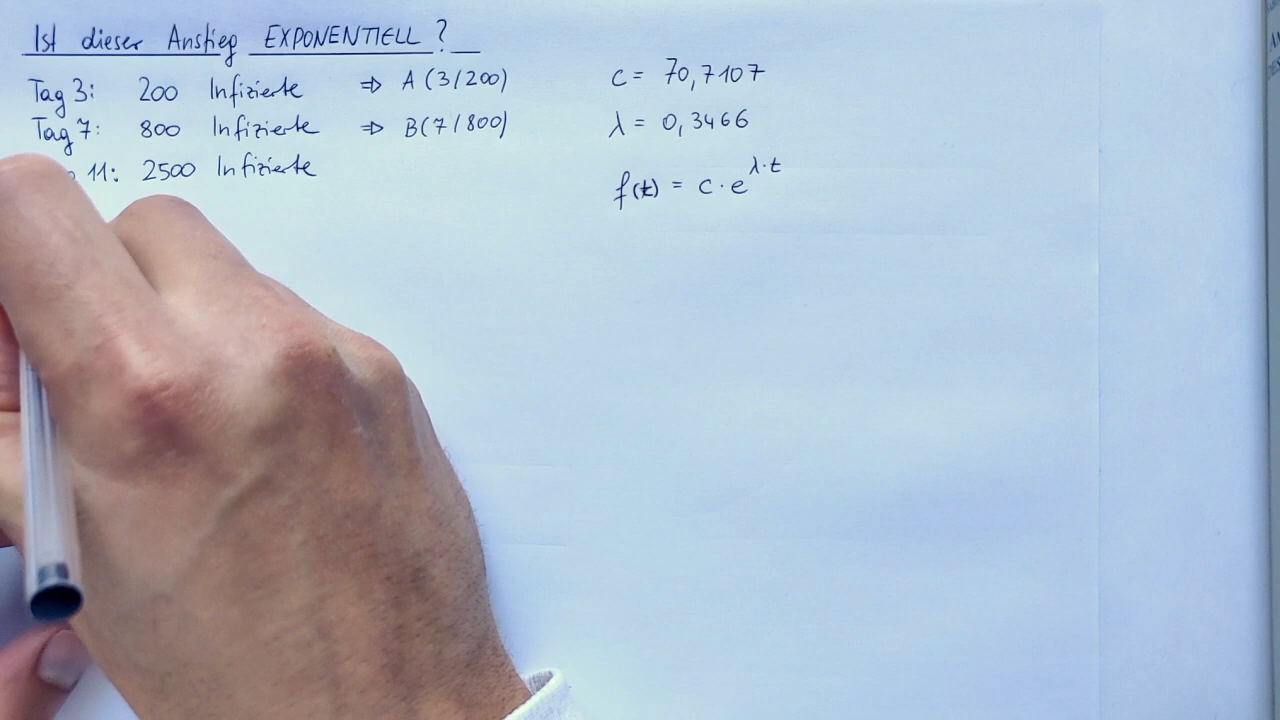 Ist dieser Anstieg EXPONENTIELL ?
Tag 3: 200 Infizierte ⇒ A (3/200)
Tag 7: 800 Infizierte ⇒ B(7/800)
11: 2500 Infizierte
c = 70,7107
λ = 0,3466
f(t) = c · e^λ·t